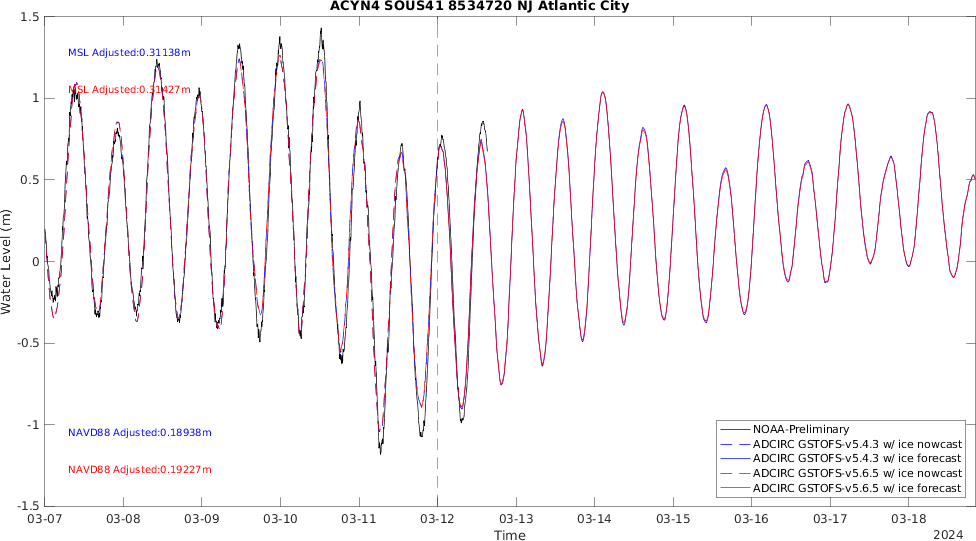 ACYN4 SOUS41 8534720 NJ Atlantic City
1.5
1
0.5
0
-0.5
-1
-1.5
Water Level (m)
MSL Adjusted:0.31138m
MSL Adjusted:0.31427m
NAVD88 Adjusted:0.18938m
NAVD88 Adjusted:0.19227m
NOAA-Preliminary
ADCIRC GSTOFS-v5.4.3 w/ ice nowcast
ADCIRC GSTOFS-v5.4.3 w/ ice forecast
ADCIRC GSTOFS-v5.6.5 w/ ice nowcast
ADCIRC GSTOFS-v5.6.5 w/ ice forecast
03-07 03-08 03-09 03-10 03-11 03-12 03-13 03-14 03-15 03-16 03-17 03-18
Time
2024